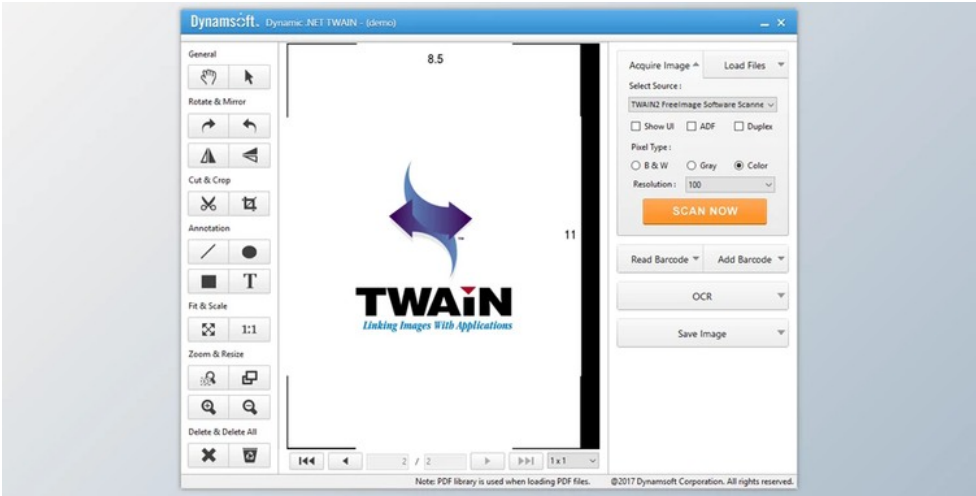 Dynamsoft. Dynamic .NET TWAIN - (demo)
General
Rotate & Mirror
Cut & Crop
Annotation
T
Fit & Scale
1:1
Zoom & Resize
Delete & Delete All
8.5
11
TWAIN
Linking Images With Applications
2 / 2
1 x 1
Acquire Image Load Files
Select Source :
TWAIN2 FreeImage Software Scanne
Show UI ADF Duplex
Pixel Type :
B & W Gray Color
Resolution : 100
SCAN NOW
Read Barcode Add Barcode
OCR
Save Image
Note: PDF library is used when loading PDF files. @2017 Dynamsoft Corporation. All rights reserved.